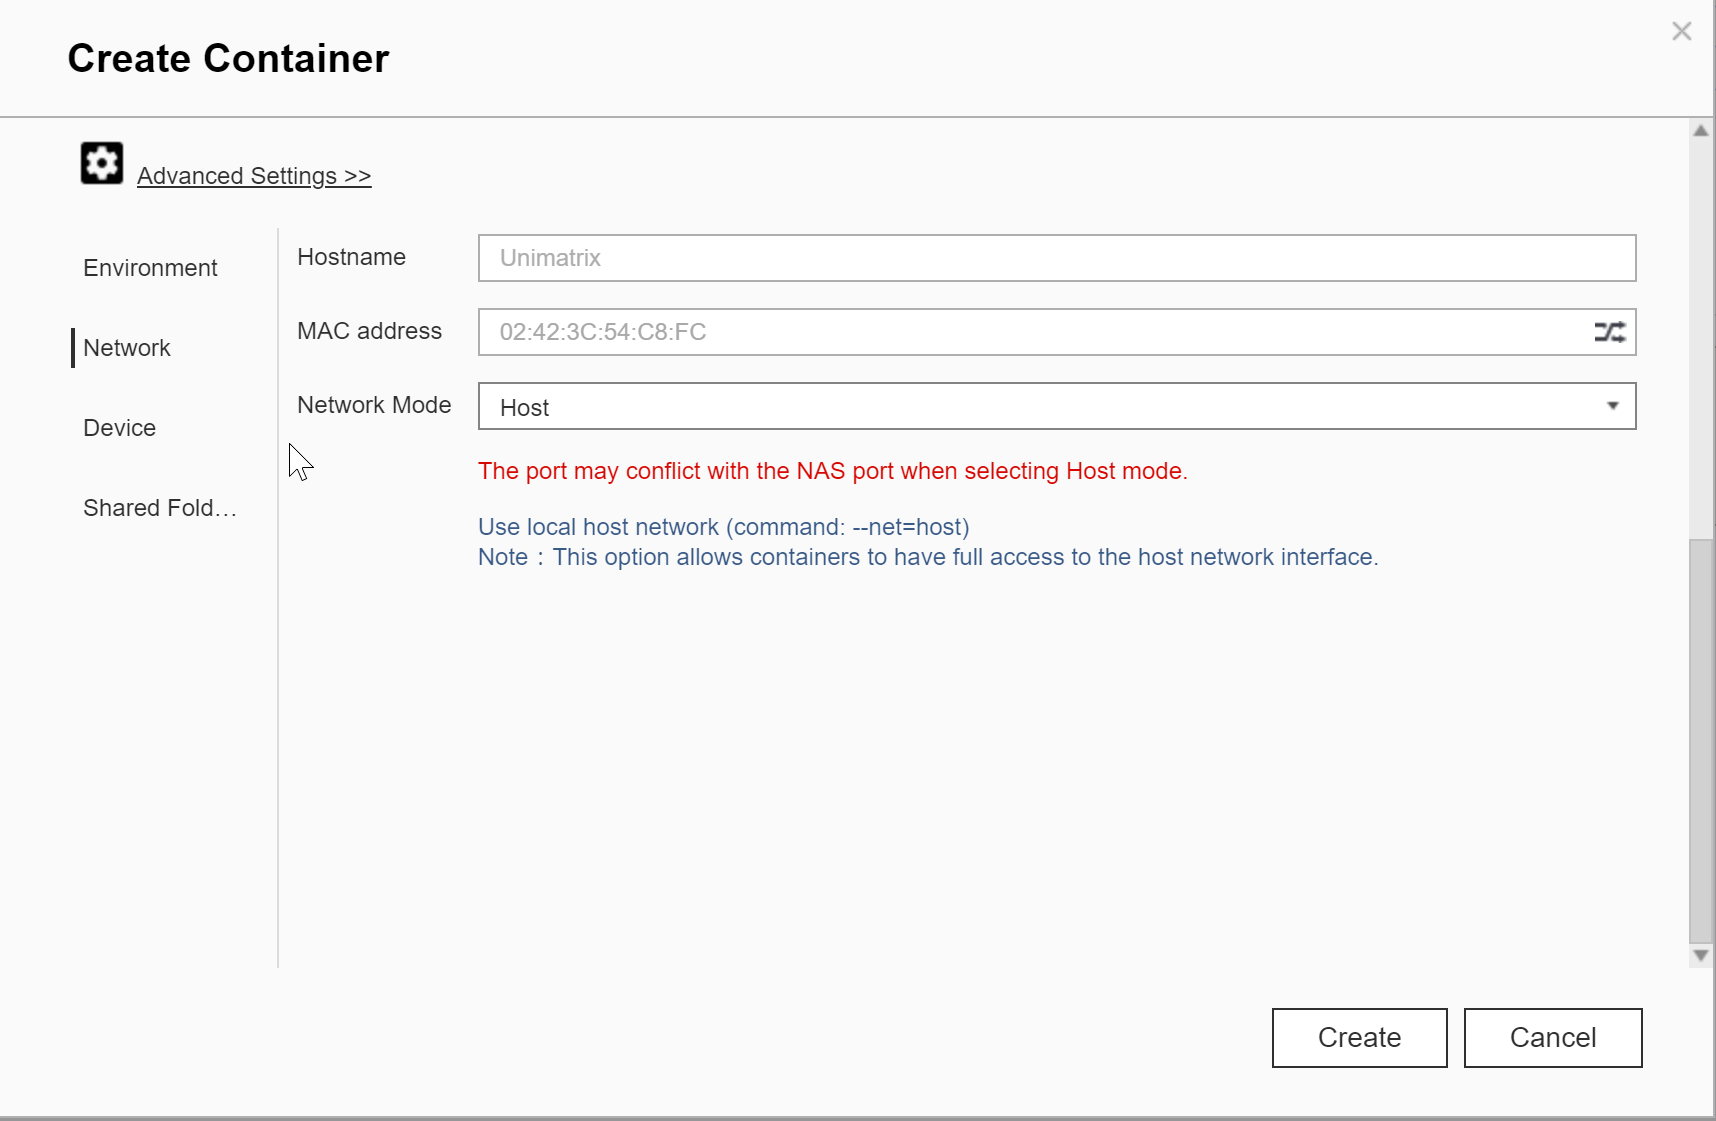 Create Container
Advanced Settings >>
Environment
Network
Device
Shared Fold...
Hostname
Unimatrix
MAC address
02:42:3C:54:C8:FC
Network Mode
Host
The port may conflict with the NAS port when selecting Host mode.
Use local host network (command: --net=host)
Note：This option allows containers to have full access to the host network interface.
Create
Cancel